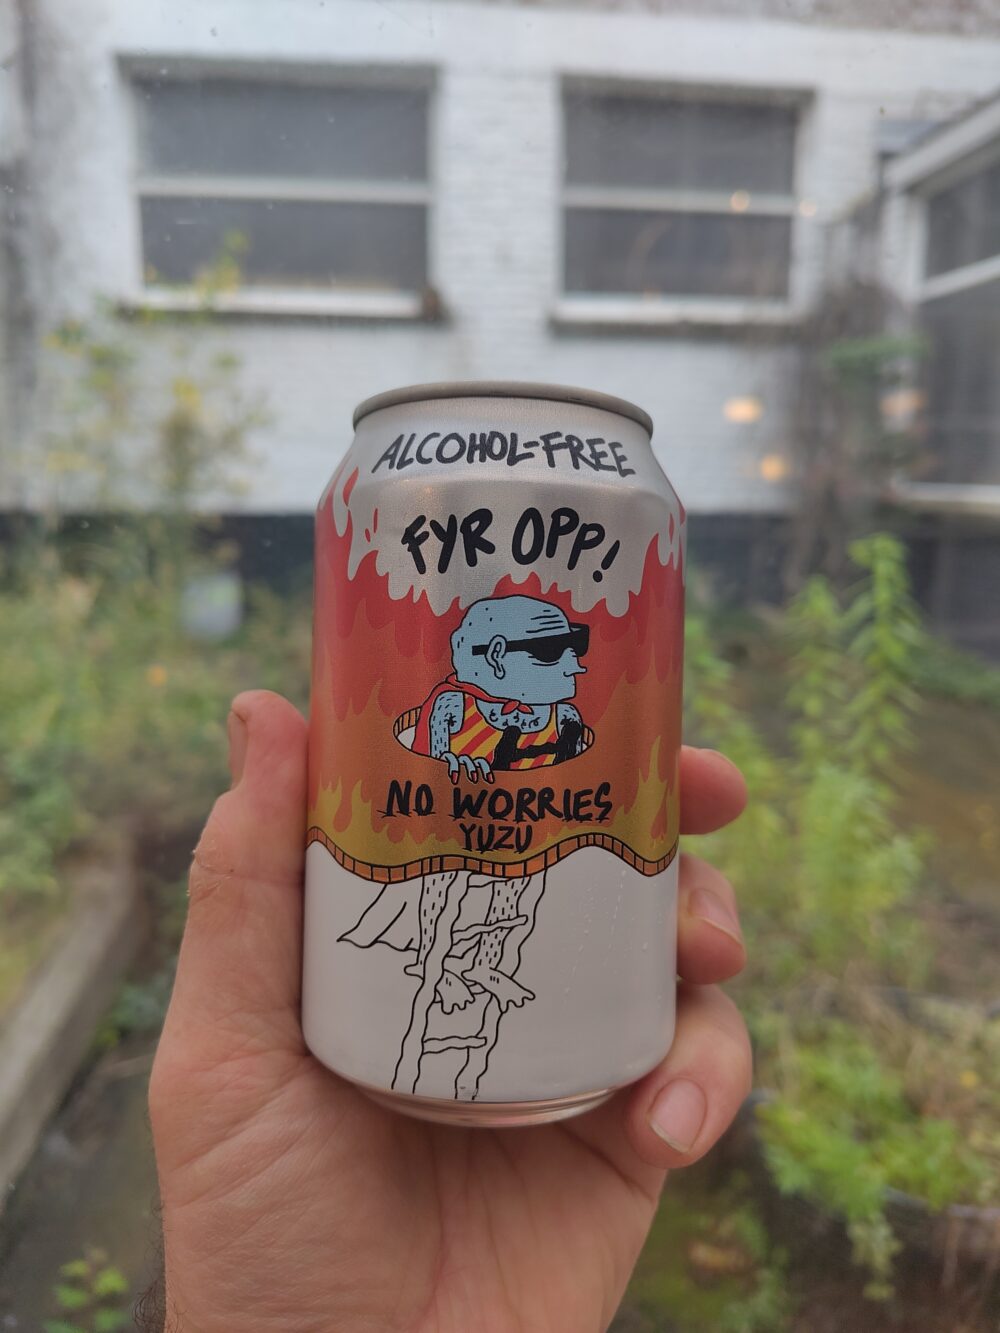 ALCOHOL-FREE
FYR OPP!
NO WORRIES
YUZU